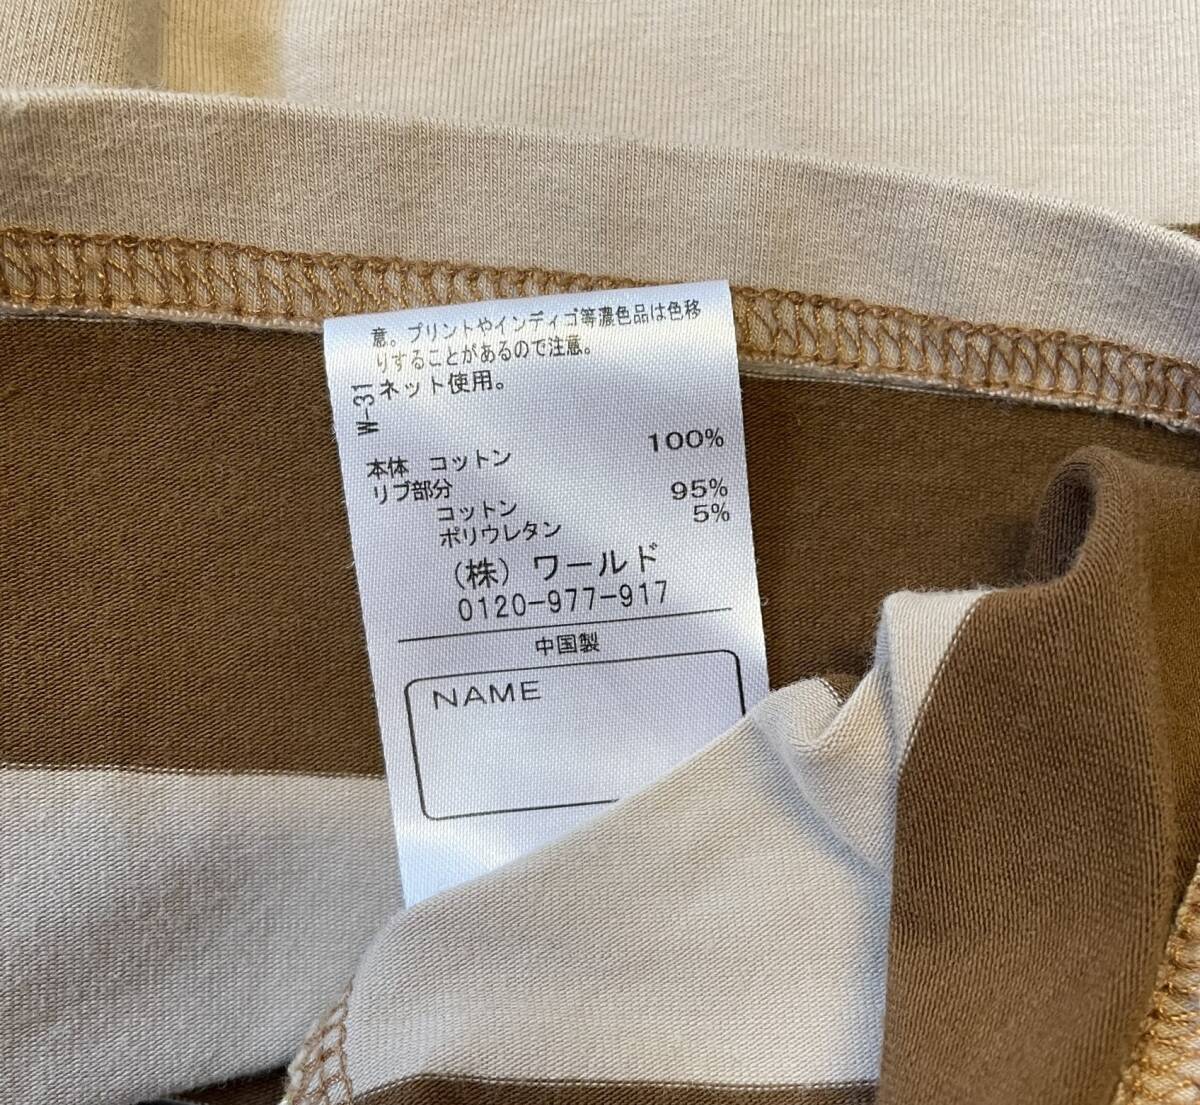 意。プリントやインディゴ等濃色品は色移
りすることがあるので注意。
ネット使用。
W-31
本体 コットン 100%
リブ部分
コットン 95%
ポリウレタン 5%
(株) ワールド
0120-977-917
中国製
NAME